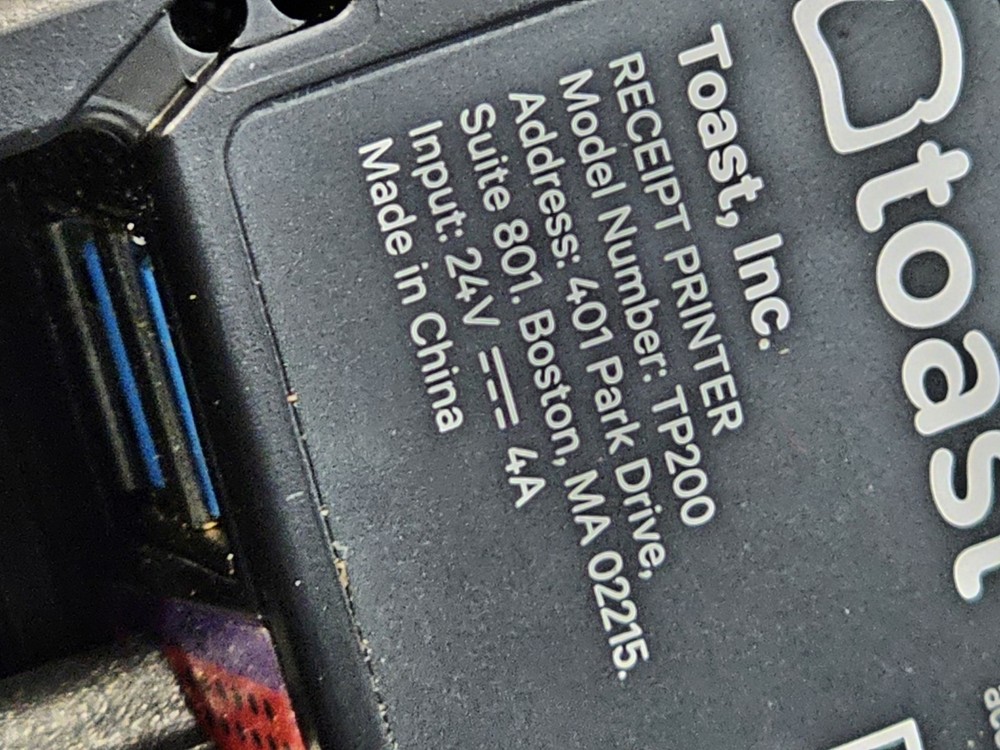 toast
Toast, Inc.
RECEIPT PRINTER
Model Number: TP200
Address: 401 Park Drive,
Suite 801. Boston, MA 02215.
Input: 24V ⎓ 4A
Made in China